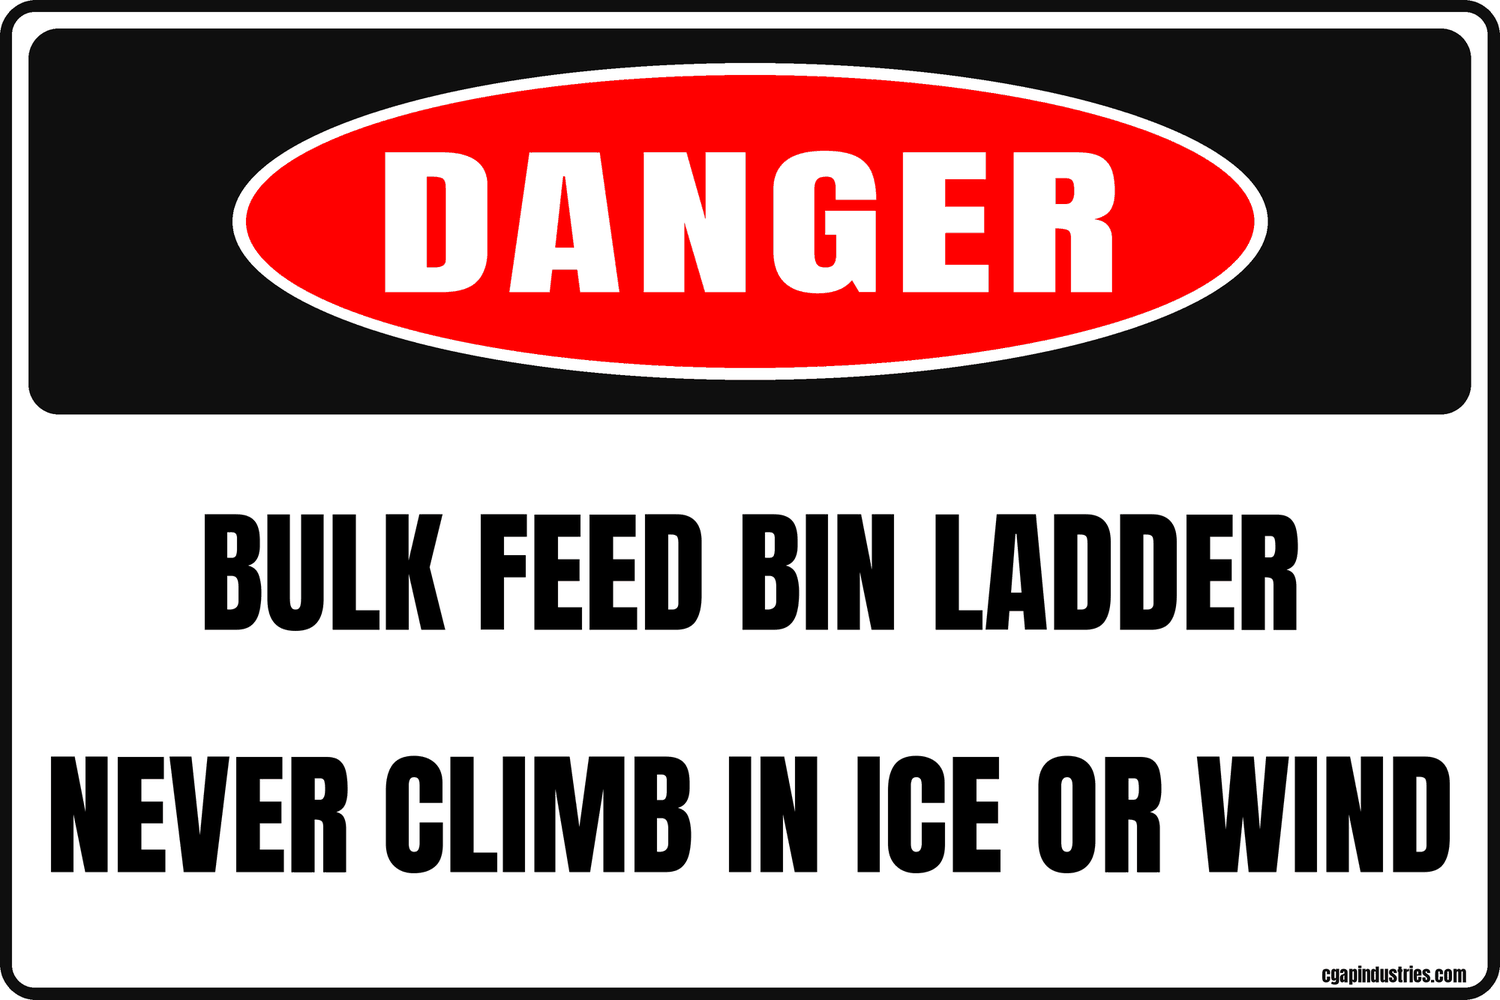 DANGER
BULK FEED BIN LADDER
NEVER CLIMB IN ICE OR WIND
cgapindustries.com